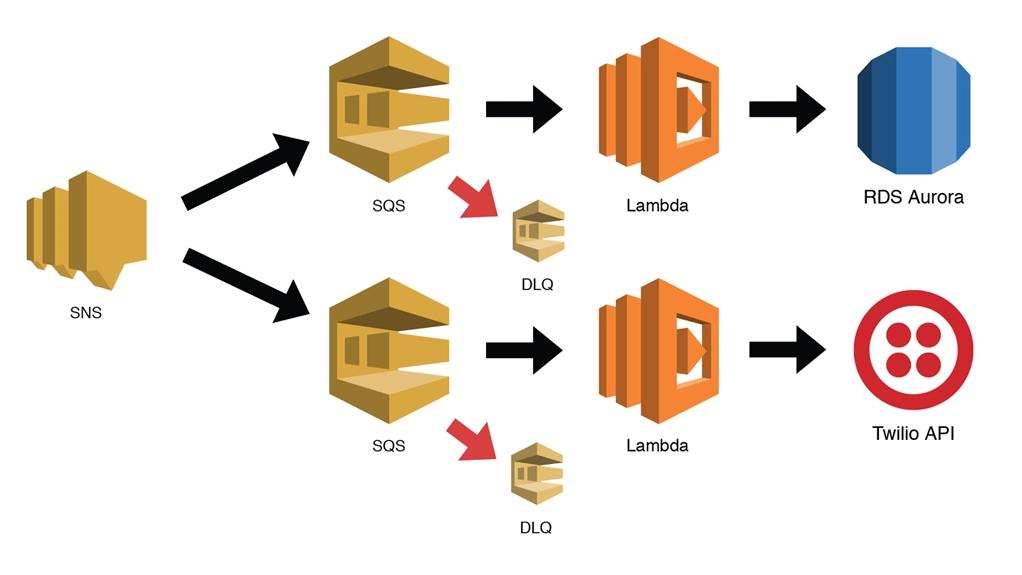 SNS
SQS
DLQ
Lambda
RDS Aurora
SQS
DLQ
Lambda
Twilio API